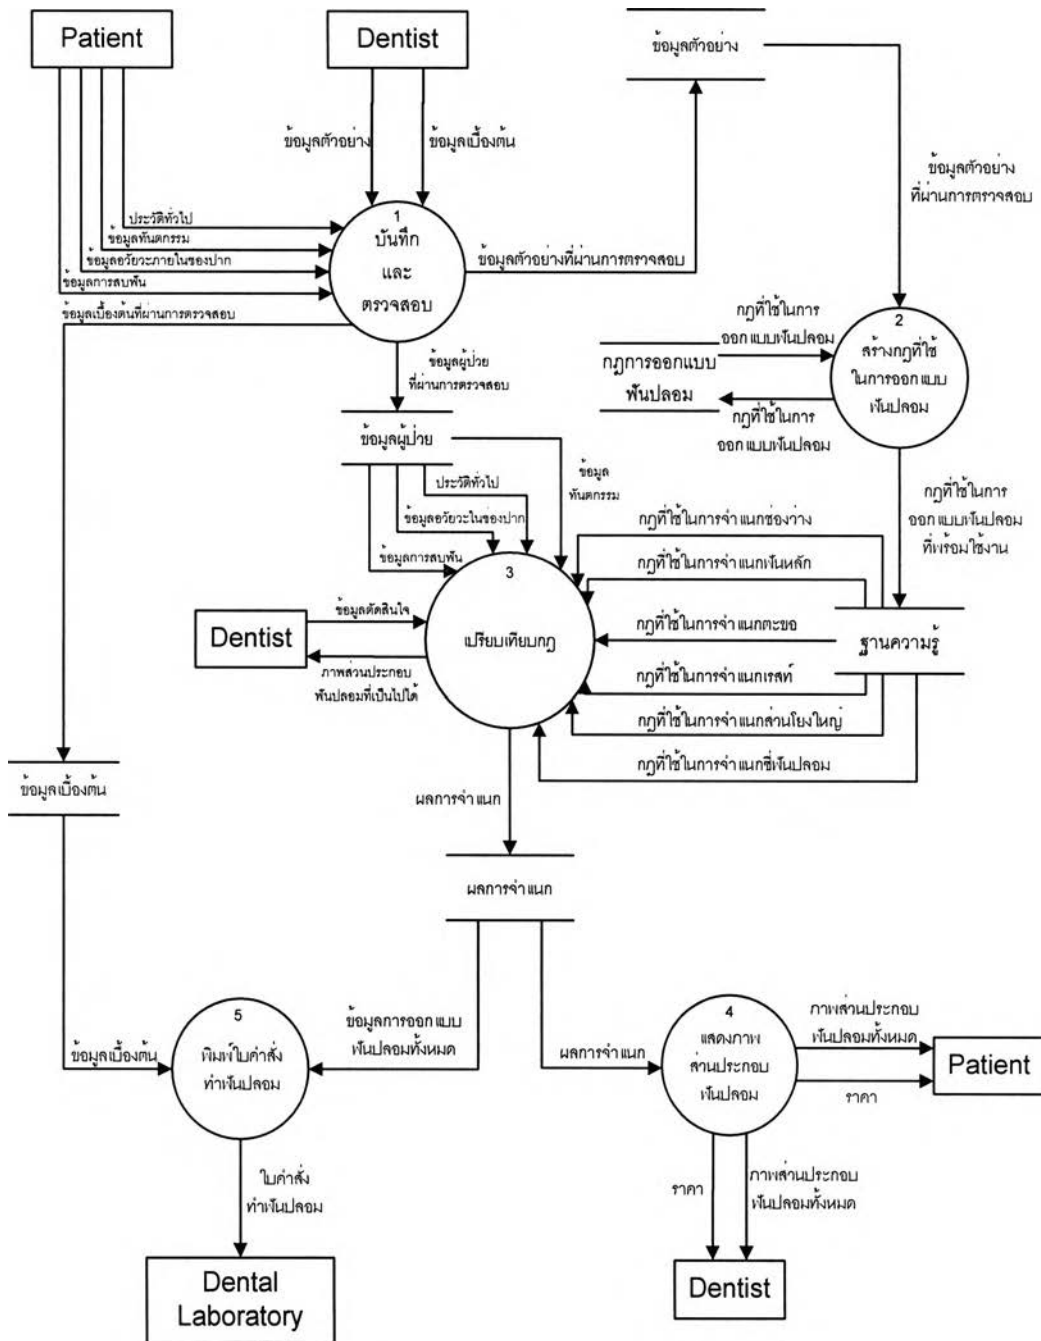 Patient
Dentist
ข้อมูลตัวอย่าง
ข้อมูลตัวอย่าง
ข้อมูลเบื้องต้น
ข้อมูลตัวอย่าง
ที่ผ่านการตรวจสอบ
ประวัติทั่วไป
ข้อมูลทันตกรรม
ข้อมูลอวัยวะภายในช่องปาก
ข้อมูลการสบฟัน
ข้อมูลเบื้องต้นที่ผ่านการตรวจสอบ
1
บันทึก
และ
ตรวจสอบ
ข้อมูลตัวอย่างที่ผ่านการตรวจสอบ
กฎที่ใช้ในการ
ออกแบบฟันปลอม
กฎการออกแบบ
ฟันปลอม
กฎที่ใช้ในการ
ออกแบบฟันปลอม
2
สร้างกฎที่ใช้
ในการออกแบบ
ฟันปลอม
ข้อมูลผู้ป่วย
ที่ผ่านการตรวจสอบ
ข้อมูลผู้ป่วย
ประวัติทั่วไป
ข้อมูล
ทันตกรรม
ข้อมูลอวัยวะในช่องปาก
ข้อมูลการสบฟัน
กฎที่ใช้ในการ
ออกแบบฟันปลอม
ที่พร้อมใช้งาน
กฎที่ใช้ในการจำแนกช่องว่าง
กฎที่ใช้ในการจำแนกฟันหลัก
กฎที่ใช้ในการจำแนกตะขอ
กฎที่ใช้ในการจำแนกเรสท์
กฎที่ใช้ในการจำแนกส่วนโยงใหญ่
กฎที่ใช้ในการจำแนกซี่ฟันปลอม
ฐานความรู้
3
เปรียบเทียบกฎ
Dentist
ข้อมูลตัดสินใจ
ภาพส่วนประกอบ
ฟันปลอมที่เป็นไปได้
ข้อมูลเบื้องต้น
ผลการจำแนก
ผลการจำแนก
ข้อมูลเบื้องต้น
5
พิมพ์ใบคำสั่ง
ทำฟันปลอม
ข้อมูลการออกแบบ
ฟันปลอมทั้งหมด
ผลการจำแนก
4
แสดงภาพ
ส่วนประกอบ
ฟันปลอม
ภาพส่วนประกอบ
ฟันปลอมทั้งหมด
ราคา
Patient
ใบคำสั่ง
ทำฟันปลอม
ราคา
ภาพส่วนประกอบ
ฟันปลอมทั้งหมด
Dental
Laboratory
Dentist